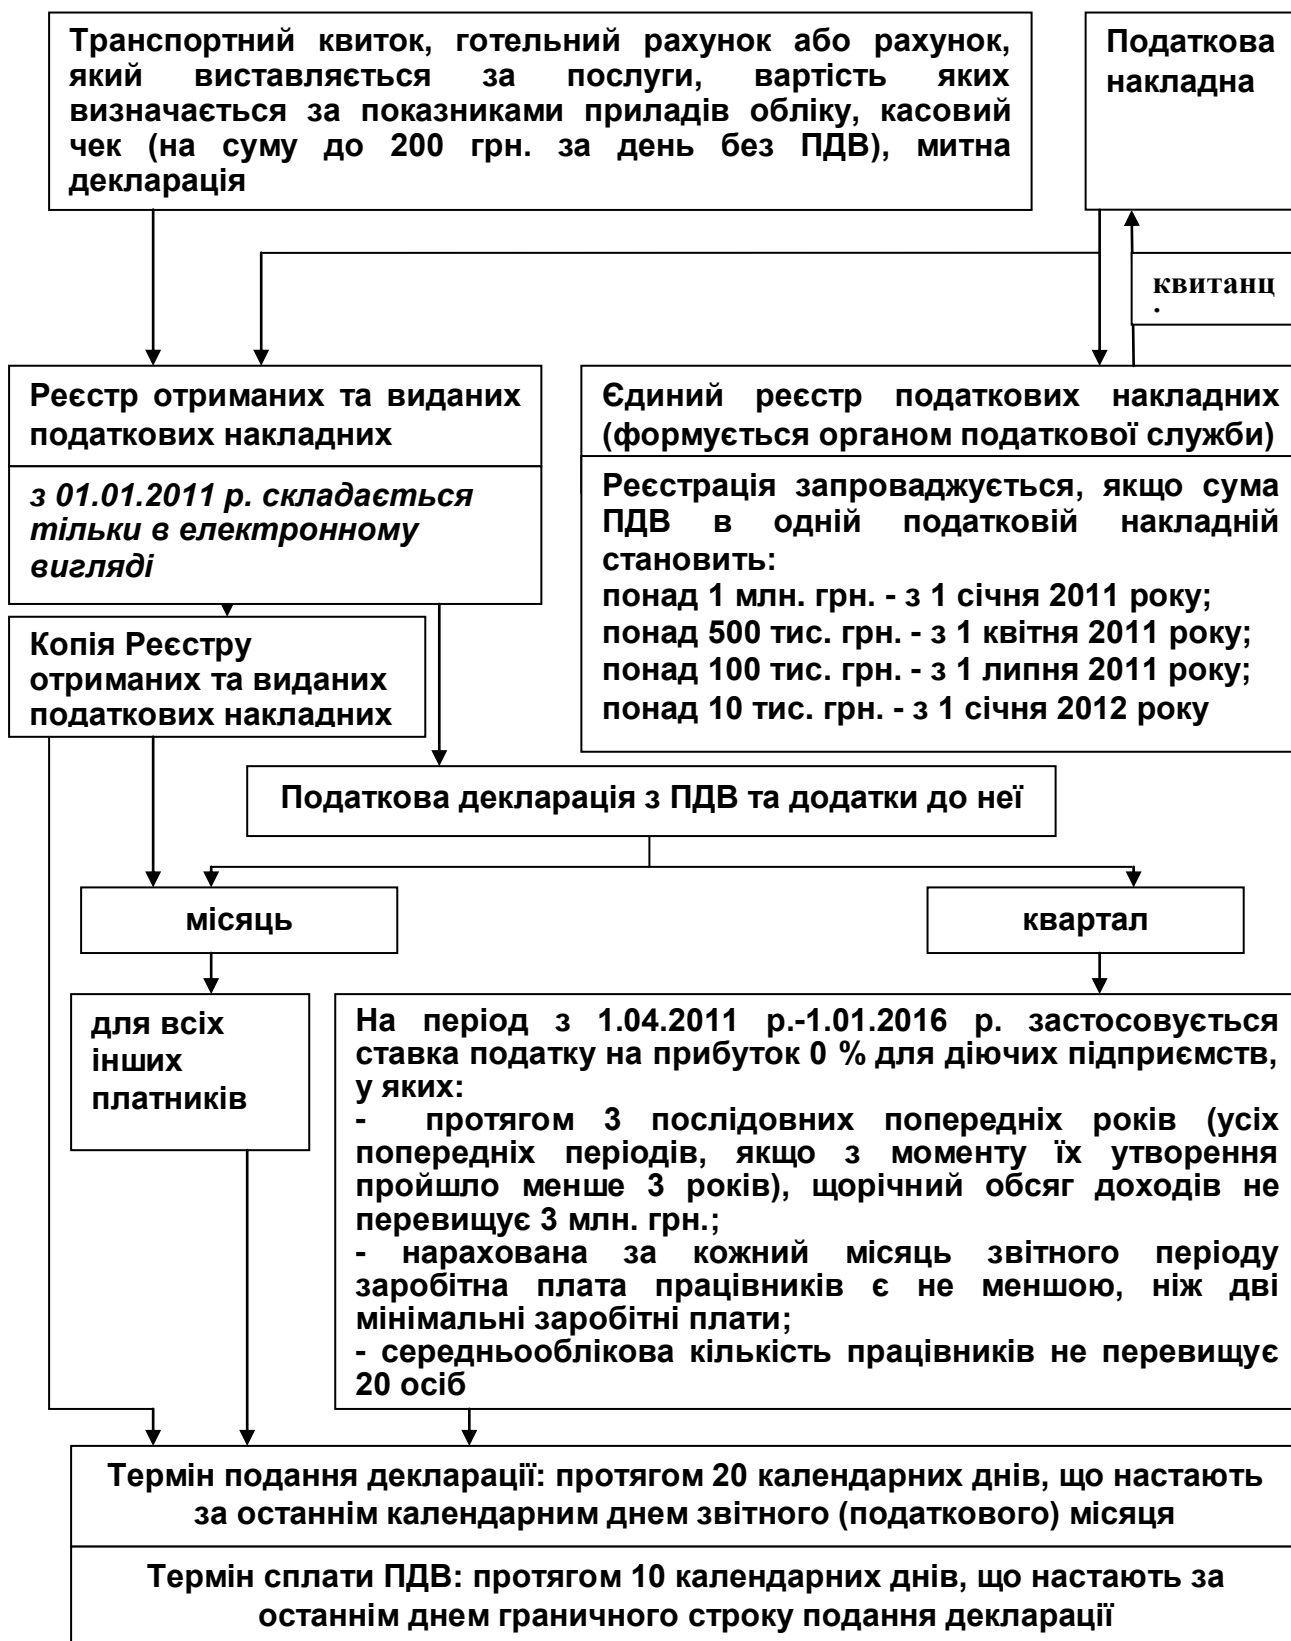 Транспортний квиток, готельний рахунок або рахунок,
який виставляється за послуги, вартість яких
визначається за показниками приладів обліку, касовий
чек (на суму до 200 грн. за день без ПДВ), митна
декларація
Податкова
накладна
квитанц
Реєстр отриманих та виданих
податкових накладних
з 01.01.2011 р. складається
тільки в електронному
вигляді
Єдиний реєстр податкових накладних
(формується органом податкової служби)
Реєстрація запроваджується, якщо сума
ПДВ в одній податковій накладній
становить:
понад 1 млн. грн. - з 1 січня 2011 року;
понад 500 тис. грн. - з 1 квітня 2011 року;
понад 100 тис. грн. - з 1 липня 2011 року;
понад 10 тис. грн. - з 1 січня 2012 року
Копія Реєстру
отриманих та виданих
податкових накладних
Податкова декларація з ПДВ та додатки до неї
місяць
квартал
для всіх
інших
платників
На період з 1.04.2011 р.-1.01.2016 р. застосовується
ставка податку на прибуток 0 % для діючих підприємств,
у яких:
- протягом 3 послідовних попередніх років (усіх
попередніх періодів, якщо з моменту їх утворення
пройшло менше 3 років), щорічний обсяг доходів не
перевищує 3 млн. грн.;
- нарахована за кожний місяць звітного періоду
заробітна плата працівників є не меншою, ніж дві
мінімальні заробітні плати;
- середньооблікова кількість працівників не перевищує
20 осіб
Термін подання декларації: протягом 20 календарних днів, що настають
за останнім календарним днем звітного (податкового) місяця
Термін сплати ПДВ: протягом 10 календарних днів, що настають за
останнім днем граничного строку подання декларації